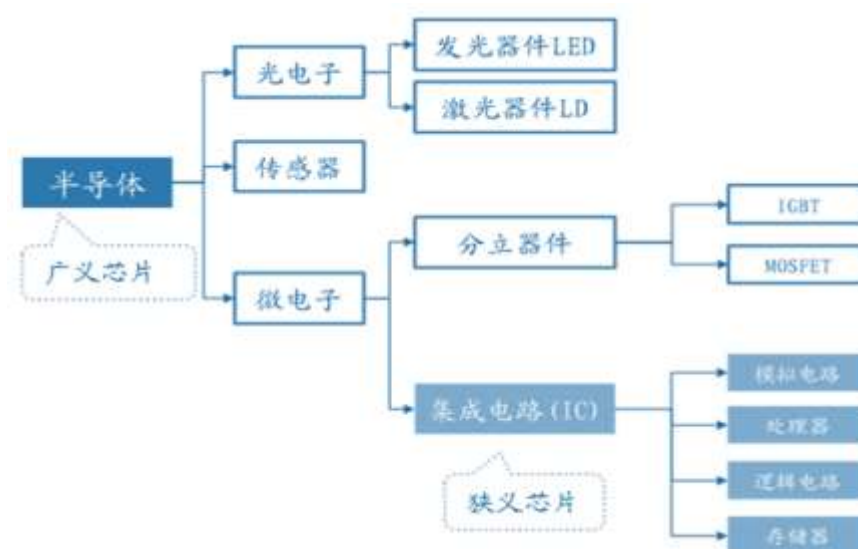 半导体
广义芯片
光电子
发光器件LED
激光器件LD
传感器
微电子
分立器件
IGBT
MOSFET
集成电路(IC)
狭义芯片
模拟电路
处理器
逻辑电路
存储器